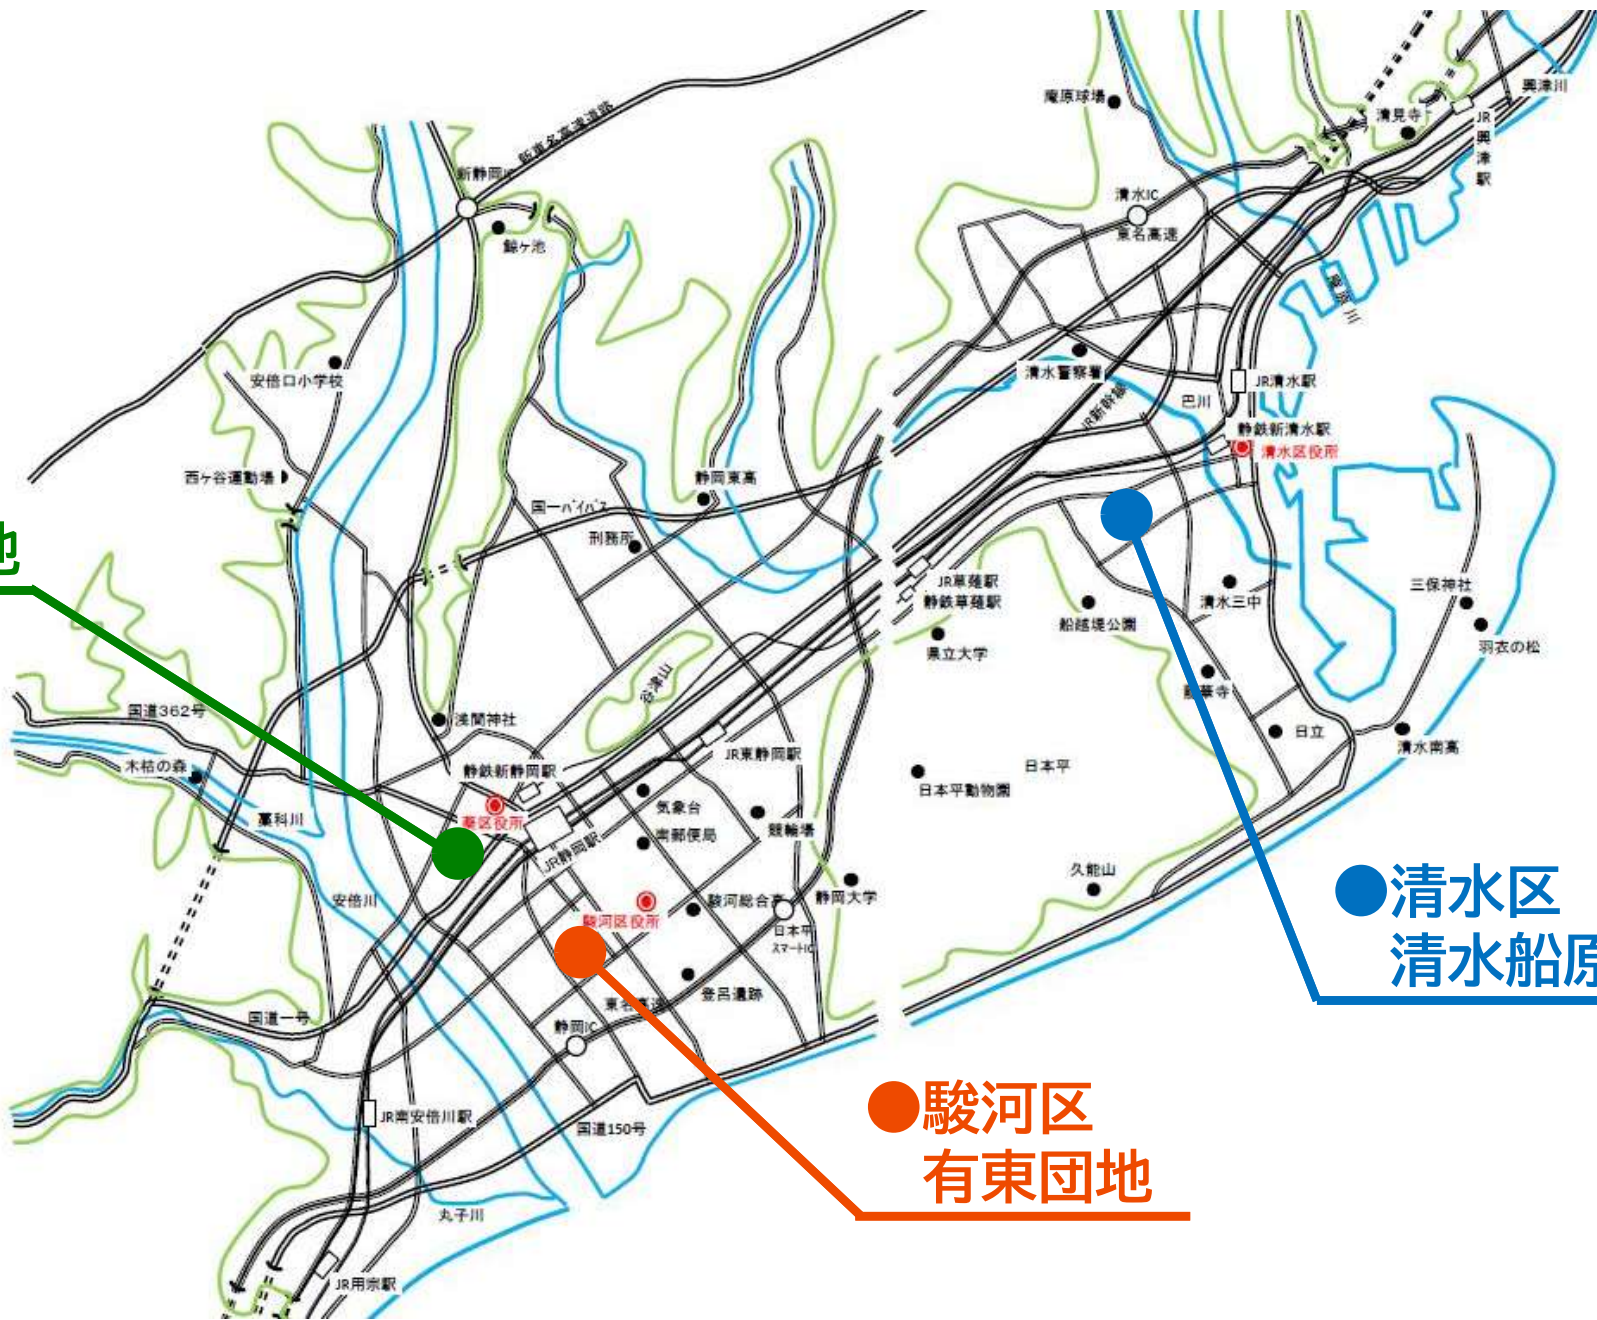 庵原球場
興津川
清見寺
JR興津駅
新東名高速道路
新静岡IC
鯨ヶ池
清水IC
東名高速
庵原川
安倍口小学校
清水警察署
JR新幹線
巴川
JR清水駅
静鉄新清水駅
清水区役所
西ヶ谷運動場
静岡東高
国一バイパス
刑務所
地
JR草薙駅
静鉄草薙駅
県立大学
船越堤公園
清水三中
三保神社
羽衣の松
谷津山
国道362号
浅間神社
JR東静岡駅
日立
清水南高
木枯の森
静鉄新静岡駅
葵区役所
気象台
南郵便局
競輪場
日本平
日本平動物園
藁科川
JR静岡駅
安倍川
駿河総合高
静岡大学
久能山
駿河区役所
日本平
スマートIC
●清水区
清水船原
登呂遺跡
東名高速
国道一号
静岡IC
JR南安倍川駅
国道150号
●駿河区
有東団地
丸子川
JR用宗駅